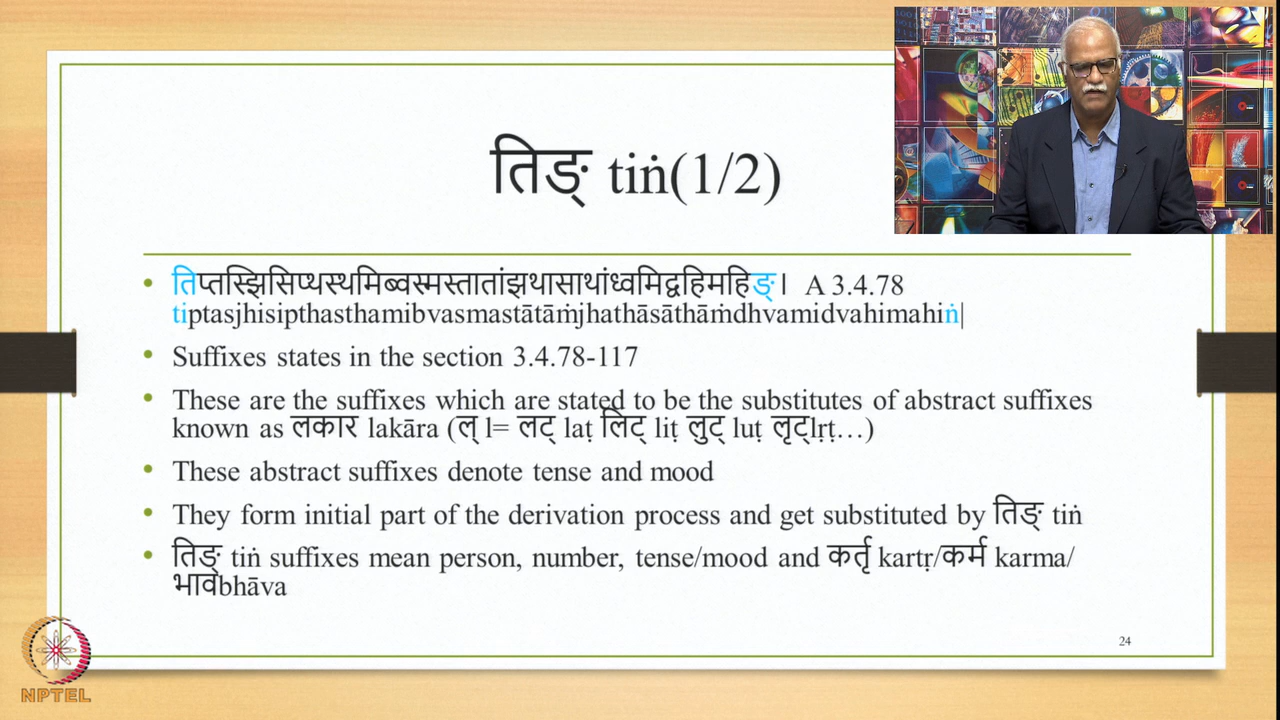 तिङ् tiṅ(1/2)
तिप्तस्झिसिप्थस्थमिब्वस्मस्तातांझथासाथांध्वमिद्वहिमहिङ्। A 3.4.78
tiptasjhisipthasthamibvasmastātāṁjhathāsāthāṁdhvamidvahimahiṅ|
Suffixes states in the section 3.4.78-117
These are the suffixes which are stated to be the substitutes of abstract suffixes
known as लकार lakāra (ल् l= लट् laṭ लिट् liṭ लुट् luṭ लृट्lṛṭ…)
These abstract suffixes denote tense and mood
They form initial part of the derivation process and get substituted by तिङ् tiṅ
तिङ् tiṅ suffixes mean person, number, tense/mood and कर्तृ kartṛ/कर्म karma/
भावbhāva
24
NPTEL